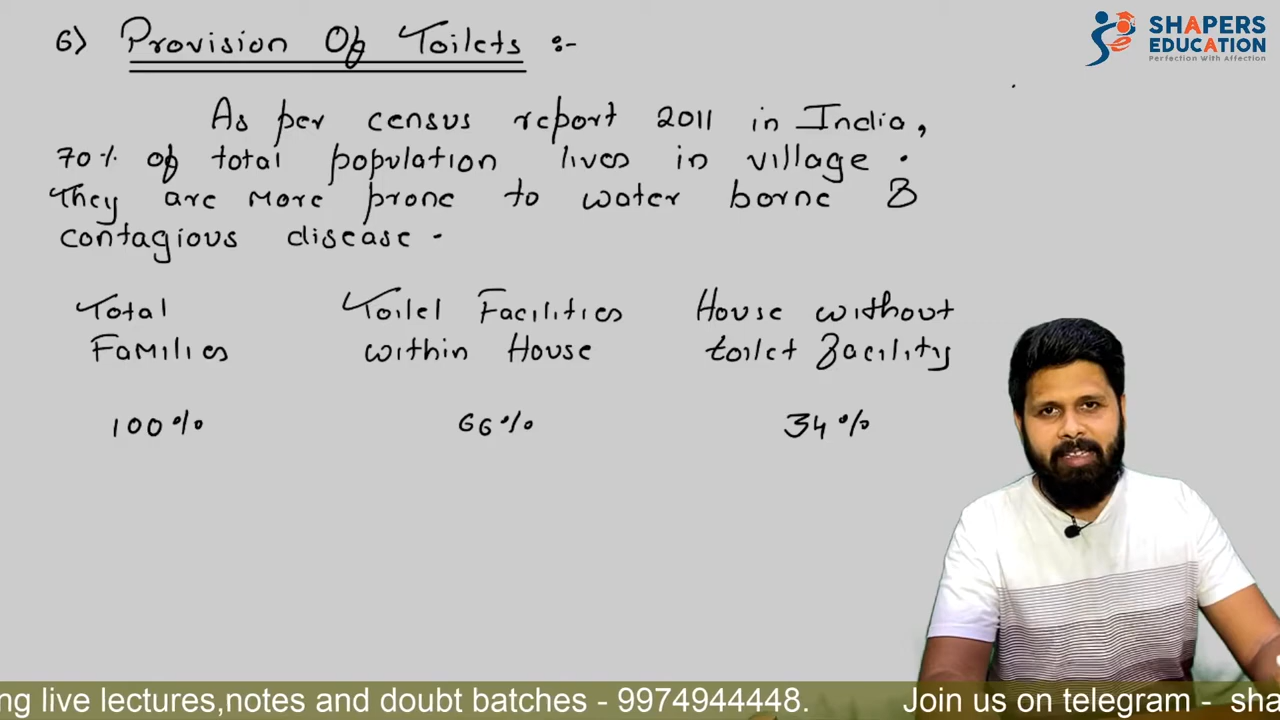 6) Provision Of Toilets :-
SHAPERS
EDUCATION
Perfection With Affection
As per census report 2011 in India,
70% of total population lives in village.
They are more prone to water borne &
contagious disease.
Total
Families
Toilet Facilities
within House
House without
toilet facility
100%
66%
34%
ng live lectures,notes and doubt batches - 9974944448. Join us on telegram - sha